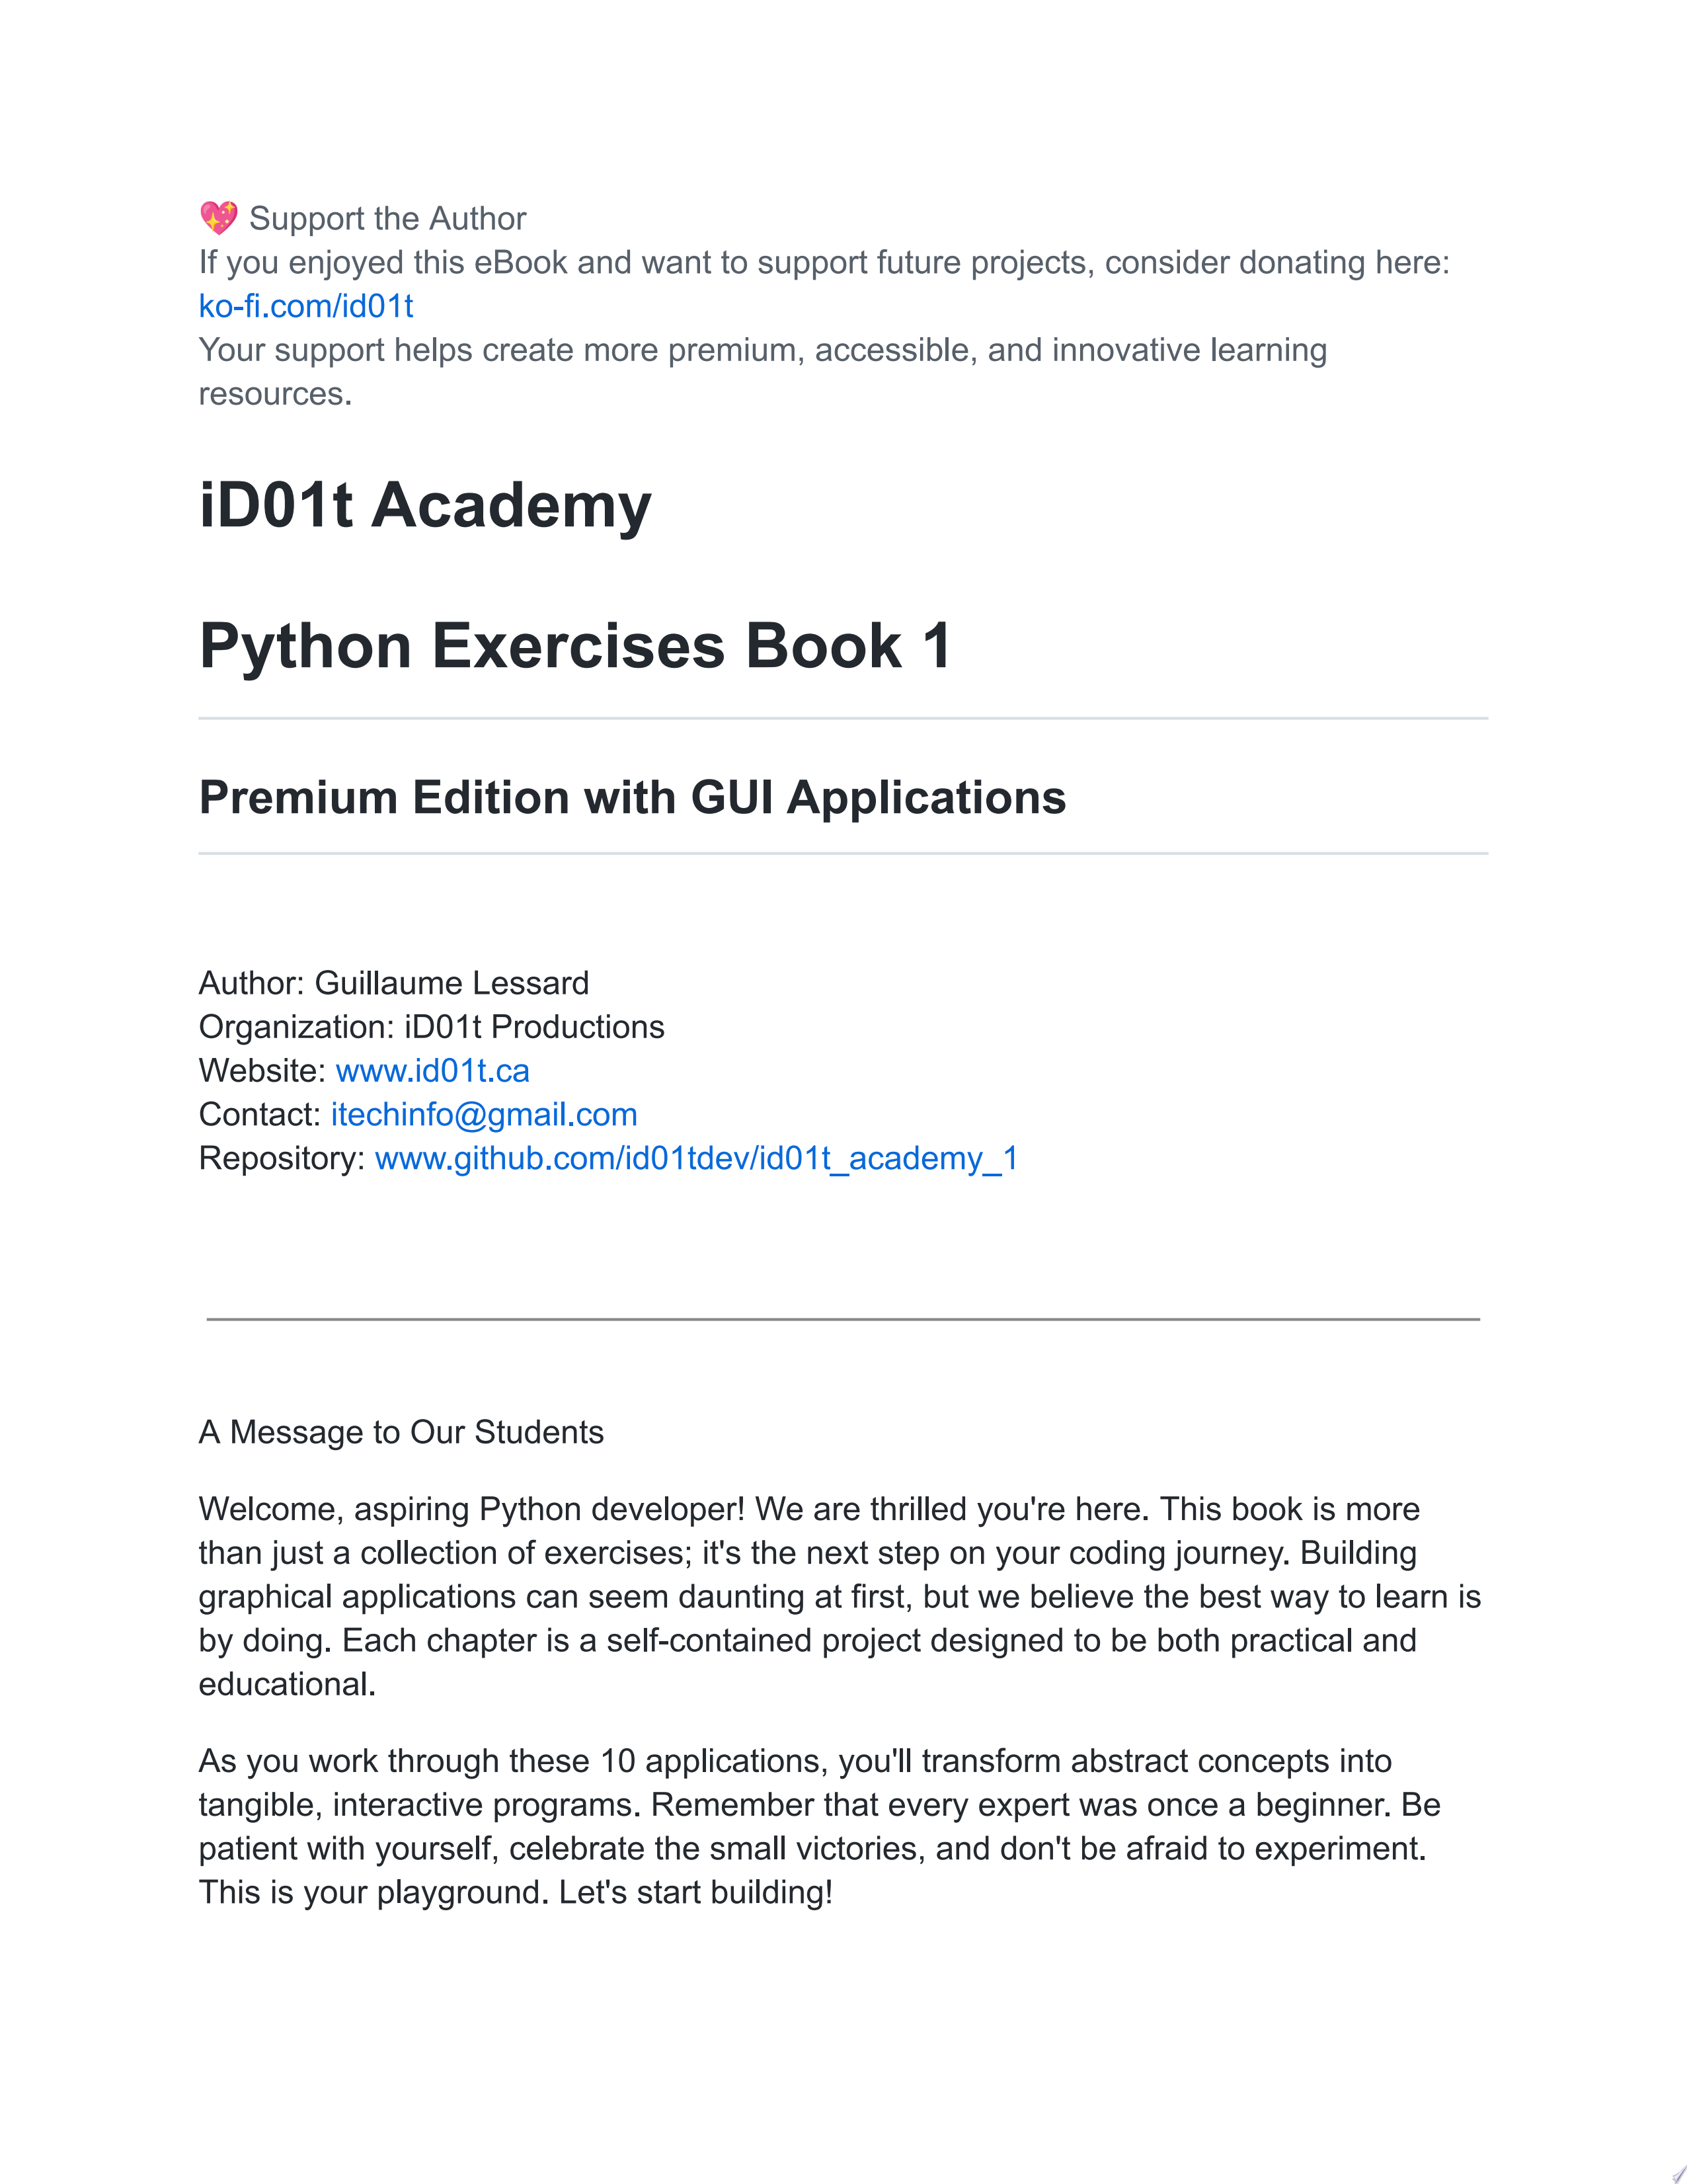 💖 Support the Author
If you enjoyed this eBook and want to support future projects, consider donating here:
ko-fi.com/id01t
Your support helps create more premium, accessible, and innovative learning
resources.
iD01t Academy
Python Exercises Book 1
Premium Edition with GUI Applications
Author: Guillaume Lessard
Organization: iD01t Productions
Website: www.id01t.ca
Contact: itechinfo@gmail.com
Repository: www.github.com/id01tdev/id01t_academy_1
A Message to Our Students
Welcome, aspiring Python developer! We are thrilled you're here. This book is more
than just a collection of exercises; it's the next step on your coding journey. Building
graphical applications can seem daunting at first, but we believe the best way to learn is
by doing. Each chapter is a self-contained project designed to be both practical and
educational.
As you work through these 10 applications, you'll transform abstract concepts into
tangible, interactive programs. Remember that every expert was once a beginner. Be
patient with yourself, celebrate the small victories, and don't be afraid to experiment.
This is your playground. Let's start building!